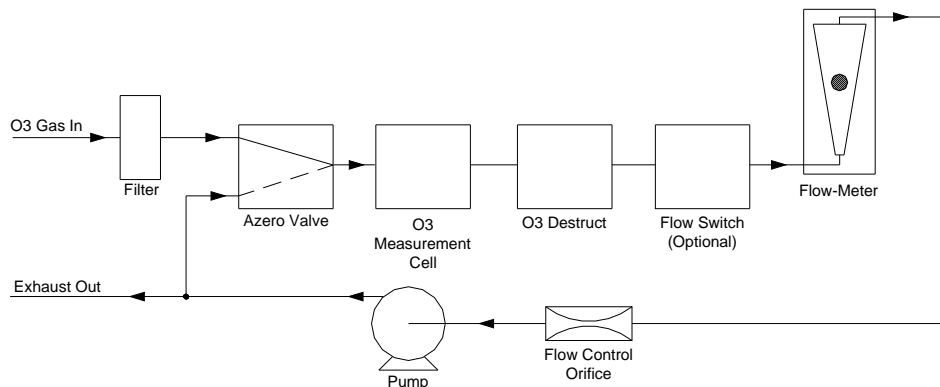 O3 Gas In
Filter
Azero Valve
O3
Measurement
Cell
O3 Destruct
Flow Switch
(Optional)
Flow-Meter
Exhaust Out
Pump
Flow Control
Orifice